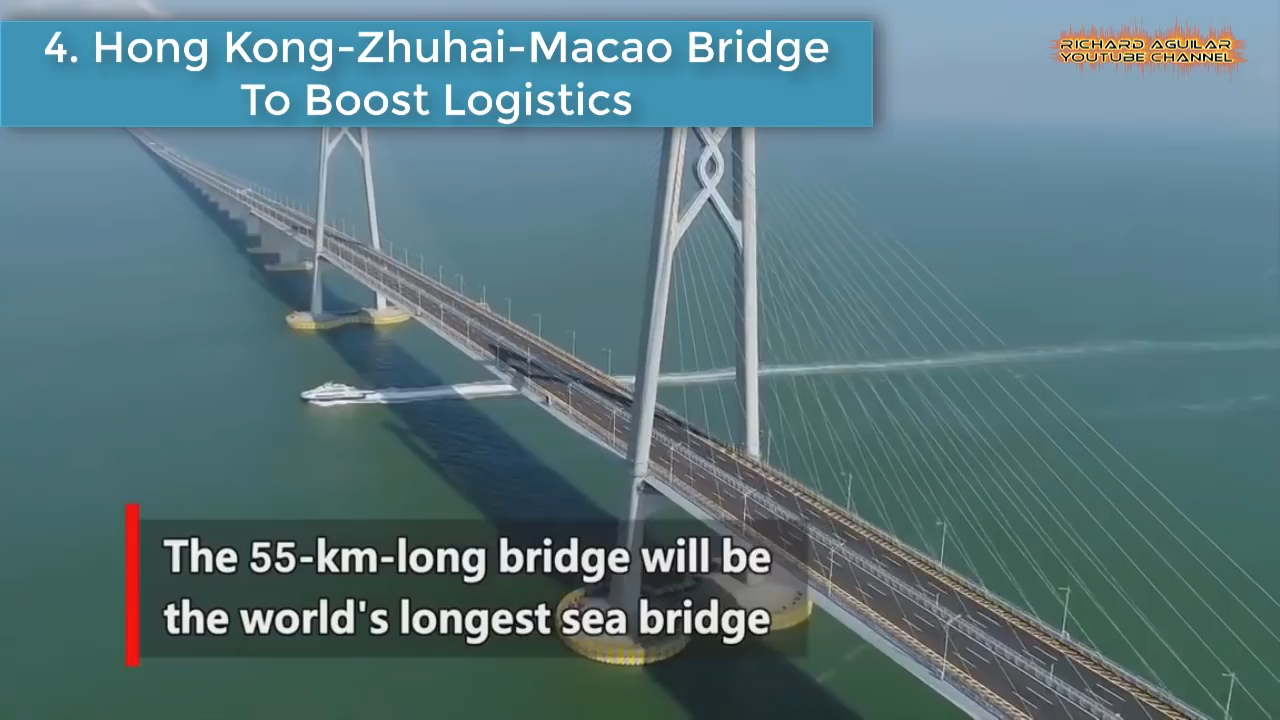 4. Hong Kong-Zhuhai-Macao Bridge
To Boost Logistics
RICHARD AGUILAR
YOUTUBE CHANNEL
The 55-km-long bridge will be
the world's longest sea bridge